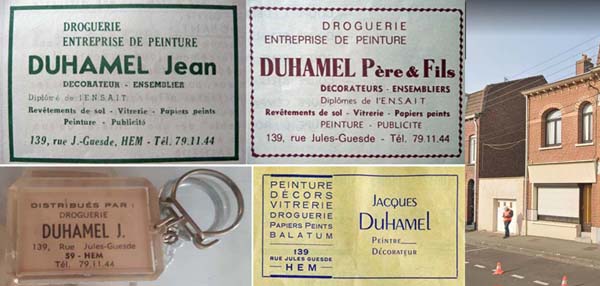 DROGUERIE
ENTREPRISE DE PEINTURE
DUHAMEL Jean
DECORATEUR - ENSEMBLIER
Diplômé de l'E.N.S.A.I.T.
Revêtements de sol - Vitrerie - Papiers peints
Peinture - Publicité
139, rue J.-Guesde, HEM - Tél. 79.11.44
DROGUERIE
ENTREPRISE DE PEINTURE
DUHAMEL Père & Fils
DECORATEURS - ENSEMBLIERS
Diplômes de l'E.N.S.A.I.T.
Revêtements de sol - Vitrerie - Papiers peints
PEINTURE - PUBLICITE
139, rue Jules-Guesde - HEM - Tél. 79.11.44
DISTRIBUÉS PAR :
DROGUERIE
DUHAMEL J.
139, Rue Jules-Guesde
59 - HEM
Tél. 79.11.44
PEINTURE
DÉCORS
VITRERIE
DROGUERIE
PAPIERS PEINTS
BALATUM
139
RUE JULES GUESDE
HEM
JACQUES
DUHAMEL
PEINTRE
DÉCORATEUR